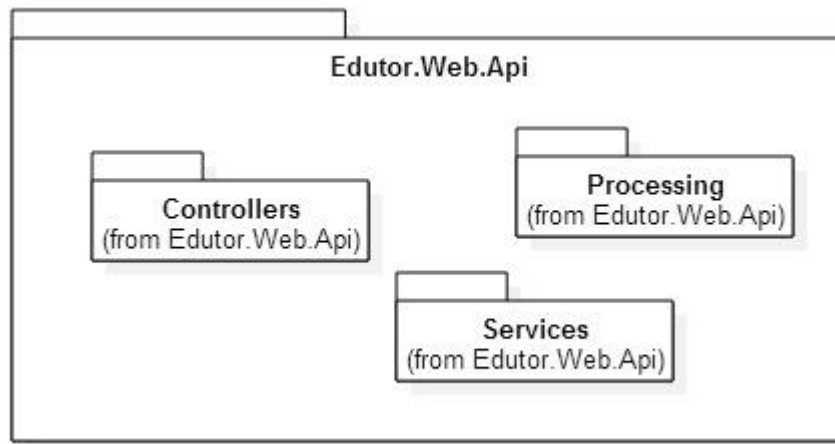 Edutor.Web.Api
Controllers
(from Edutor.Web.Api)
Processing
(from Edutor.Web.Api)
Services
(from Edutor.Web.Api)